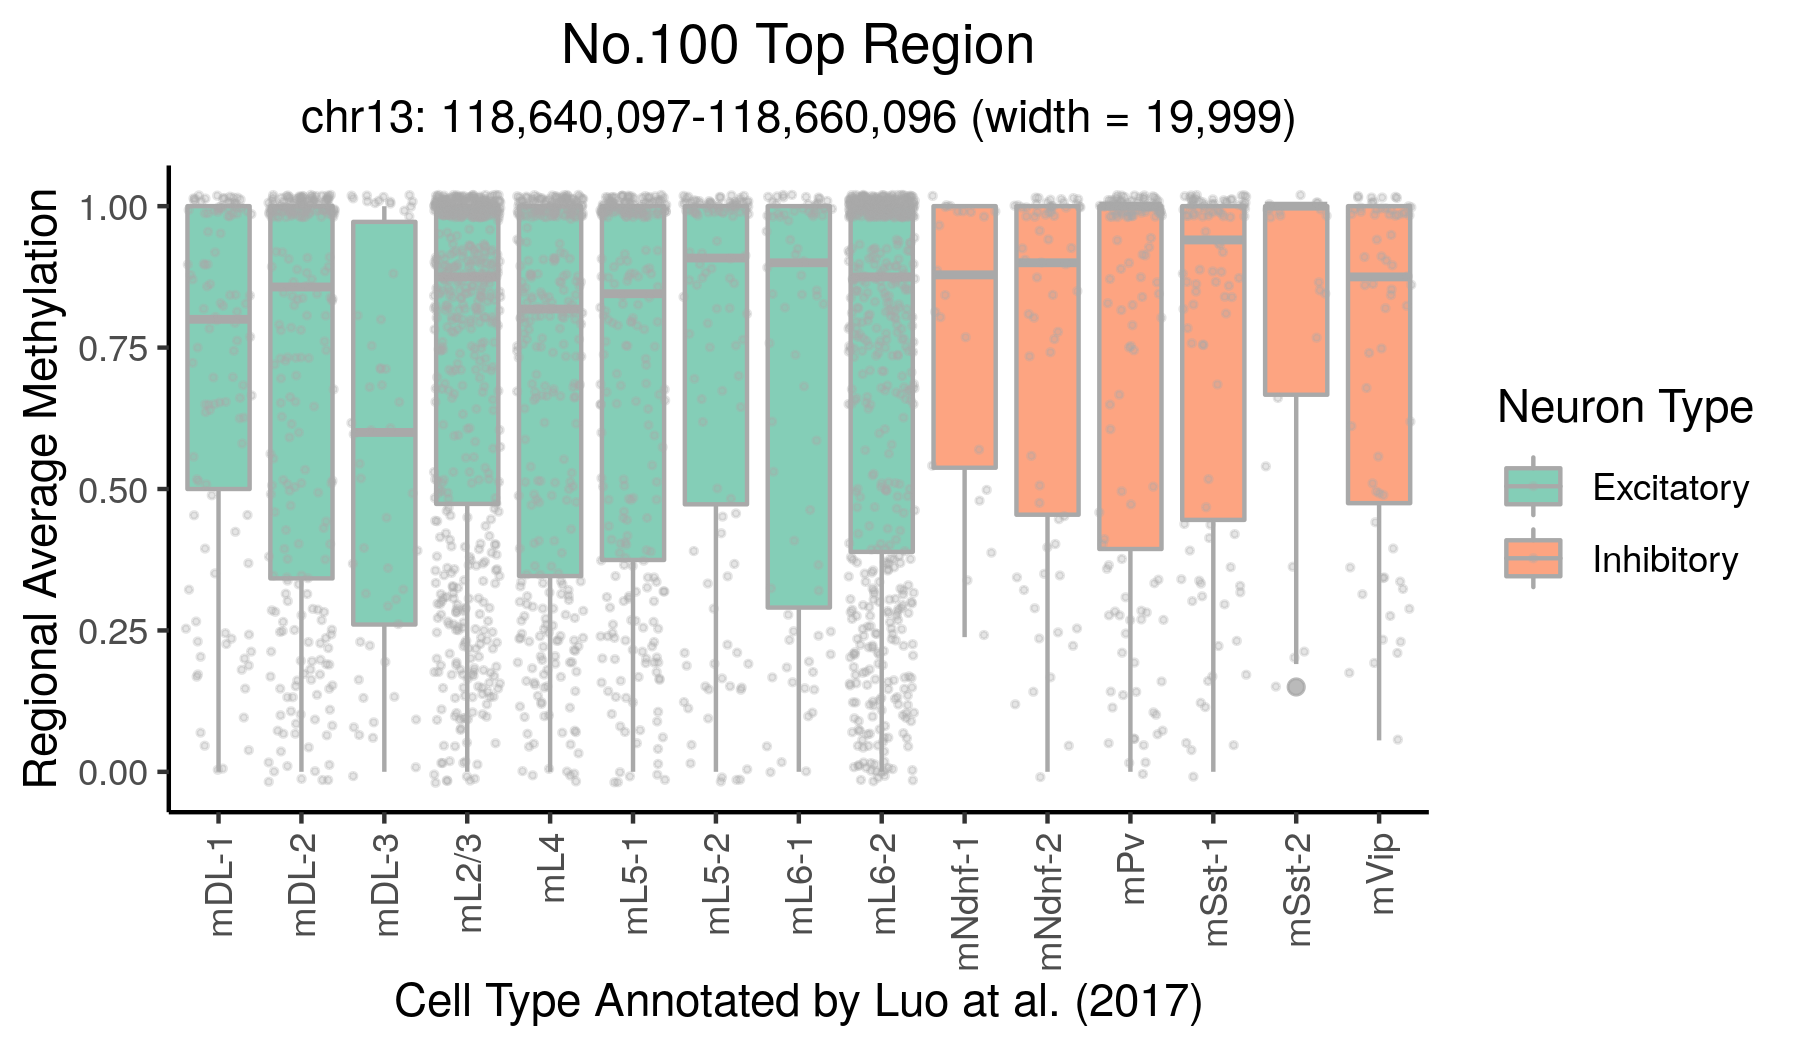 No.100 Top Region
chr13: 118,640,097-118,660,096 (width = 19,999)
Regional Average Methylation
1.00
0.75
0.50
0.25
0.00
mDL-1
mDL-2
mDL-3
mL2/3
mL4
mL5-1
mL5-2
mL6-1
mL6-2
mNdnf-1
mNdnf-2
mPv
mSst-1
mSst-2
mVip
Cell Type Annotated by Luo at al. (2017)
Neuron Type
Excitatory
Inhibitory